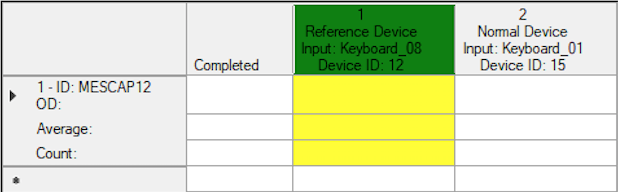 Completed
1
Reference Device
Input: Keyboard_08
Device ID: 12
2
Normal Device
Input: Keyboard_01
Device ID: 15
1 - ID: MESCAP12
OD:
Average:
Count:
*